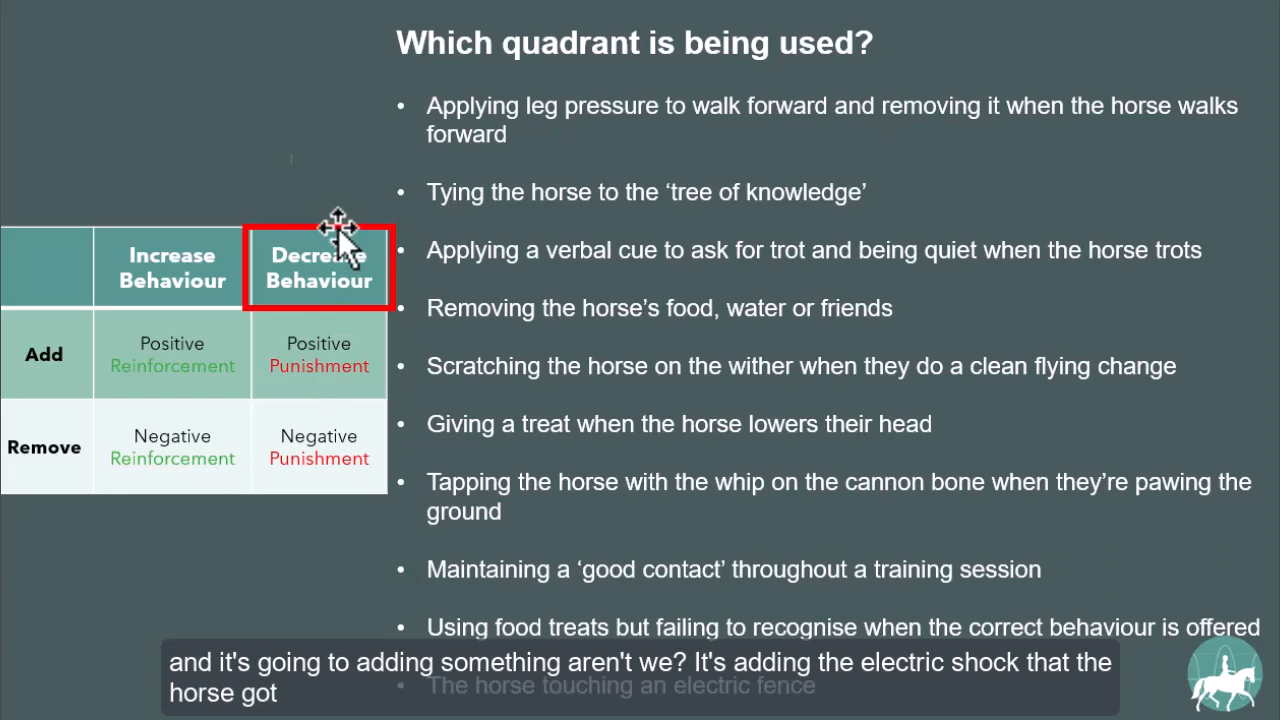 Which quadrant is being used?
• Applying leg pressure to walk forward and removing it when the horse walks
forward
• Tying the horse to the ‘tree of knowledge’
• Applying a verbal cue to ask for trot and being quiet when the horse trots
• Removing the horse’s food, water or friends
• Scratching the horse on the wither when they do a clean flying change
• Giving a treat when the horse lowers their head
• Tapping the horse with the whip on the cannon bone when they’re pawing the
ground
• Maintaining a ‘good contact’ throughout a training session
• Using food treats but failing to recognise when the correct behaviour is offered
• The horse touching an electric fence
Increase Decrease
Behaviour Behaviour
Add
Positive Positive
Reinforcement Punishment
Remove
Negative Negative
Reinforcement Punishment
and it's going to adding something aren't we? It's adding the electric shock that the
horse got